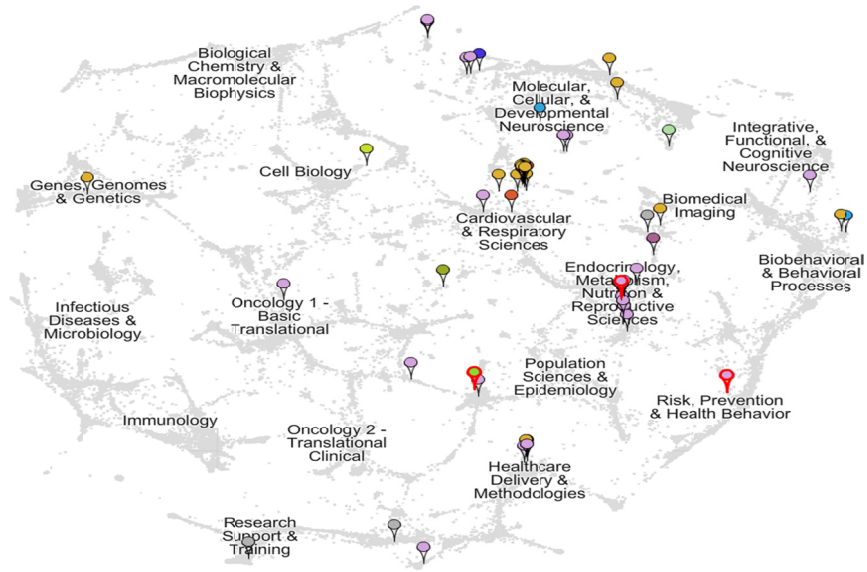 Biological
Chemistry &
Macromolecular
Biophysics
Molecular,
Cellular, &
Developmental
Neuroscience
Integrative,
Functional, &
Cognitive
Neuroscience
Cell Biology
Genes, Genomes
& Genetics
Cardiovascular
& Respiratory
Sciences
Biomedical
Imaging
Biobehavioral
& Behavioral
Processes
Endocrinology,
Metabolism,
Nutrition &
Reproductive
Sciences
Infectious
Diseases &
Microbiology
Oncology 1 -
Basic
Translational
Population
Sciences &
Epidemiology
Risk, Prevention
& Health Behavior
Immunology
Oncology 2 -
Translational
Clinical
Healthcare
Delivery &
Methodologies
Research
Support &
Training